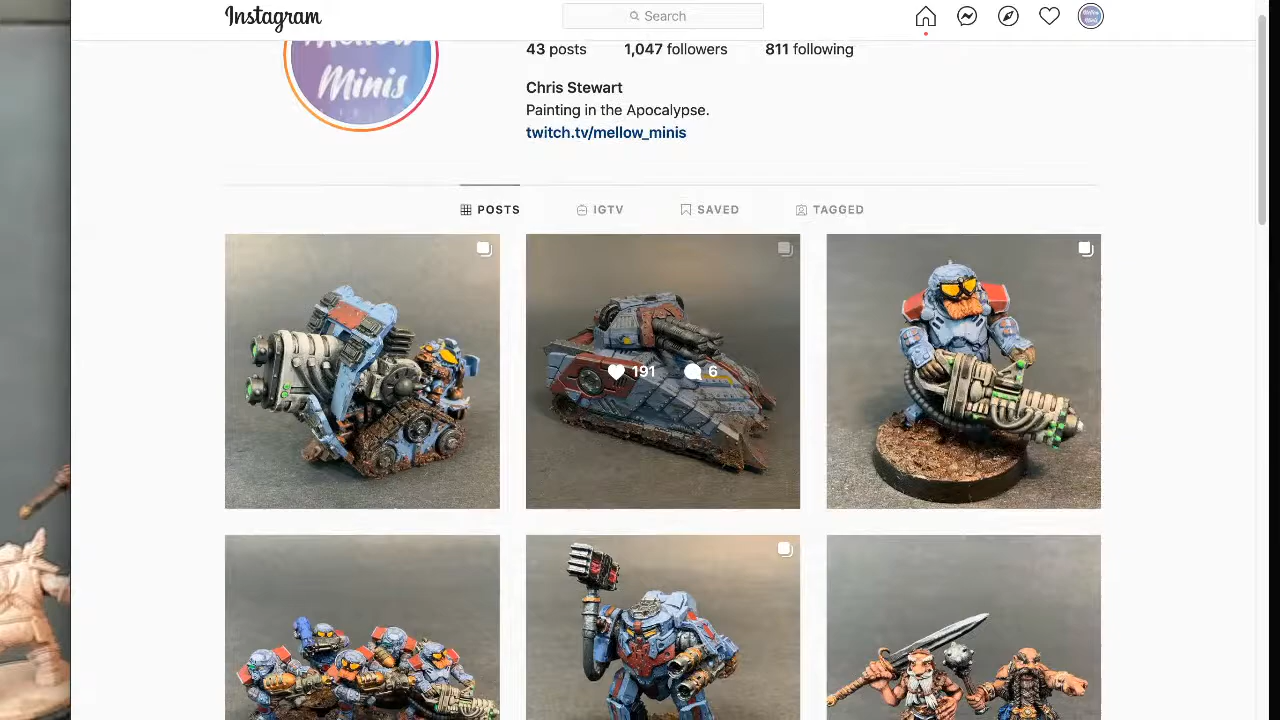 Instagram
Search
Mellow
Minis
43 posts 1,047 followers 811 following
Chris Stewart
Painting in the Apocalypse.
twitch.tv/mellow_minis
POSTS IGTV SAVED TAGGED
191 6